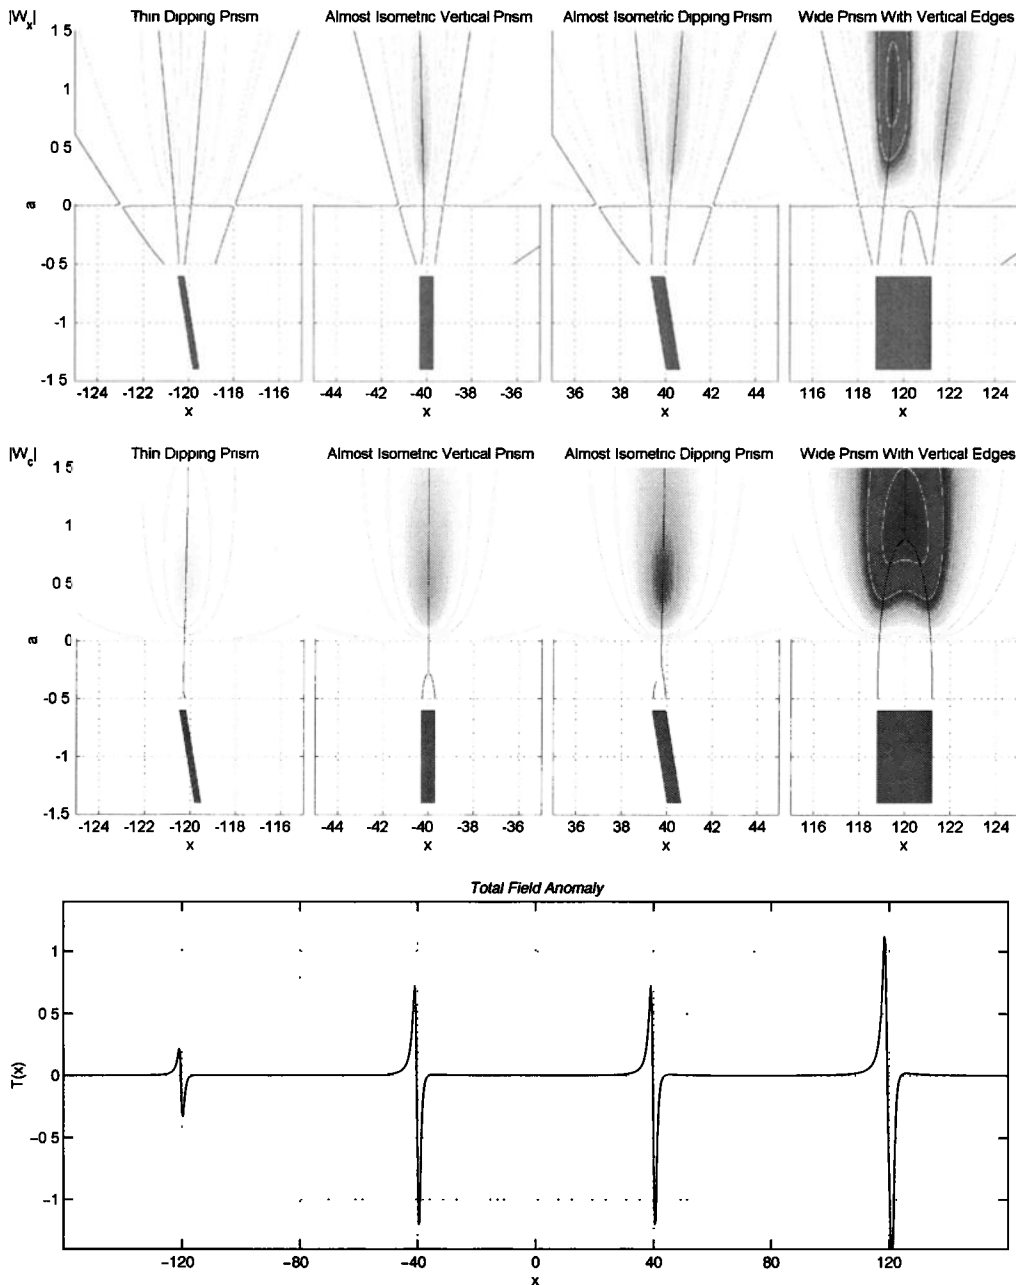 |W_x|
Thin Dipping Prism
Almost Isometric Vertical Prism
Almost Isometric Dipping Prism
Wide Prism With Vertical Edges
1 5
1
0 5
0
-0 5
-1
-1 5
a
-124 -122 -120 -118 -116
-44 -42 -40 -38 -36
36 38 40 42 44
116 118 120 122 124
x x x x
|W_c|
Thin Dipping Prism
Almost Isometric Vertical Prism
Almost Isometric Dipping Prism
Wide Prism With Vertical Edges
1 5
1
0 5
0
-0 5
-1
-1.5
a
-124 -122 -120 -118 -116
-44 -42 -40 -38 -36
36 38 40 42 44
116 118 120 122 124
x x x x
Total Field Anomaly
1
0 5
0
-0 5
-1
T(x)
-120 -80 -40 0 40 80 120
x